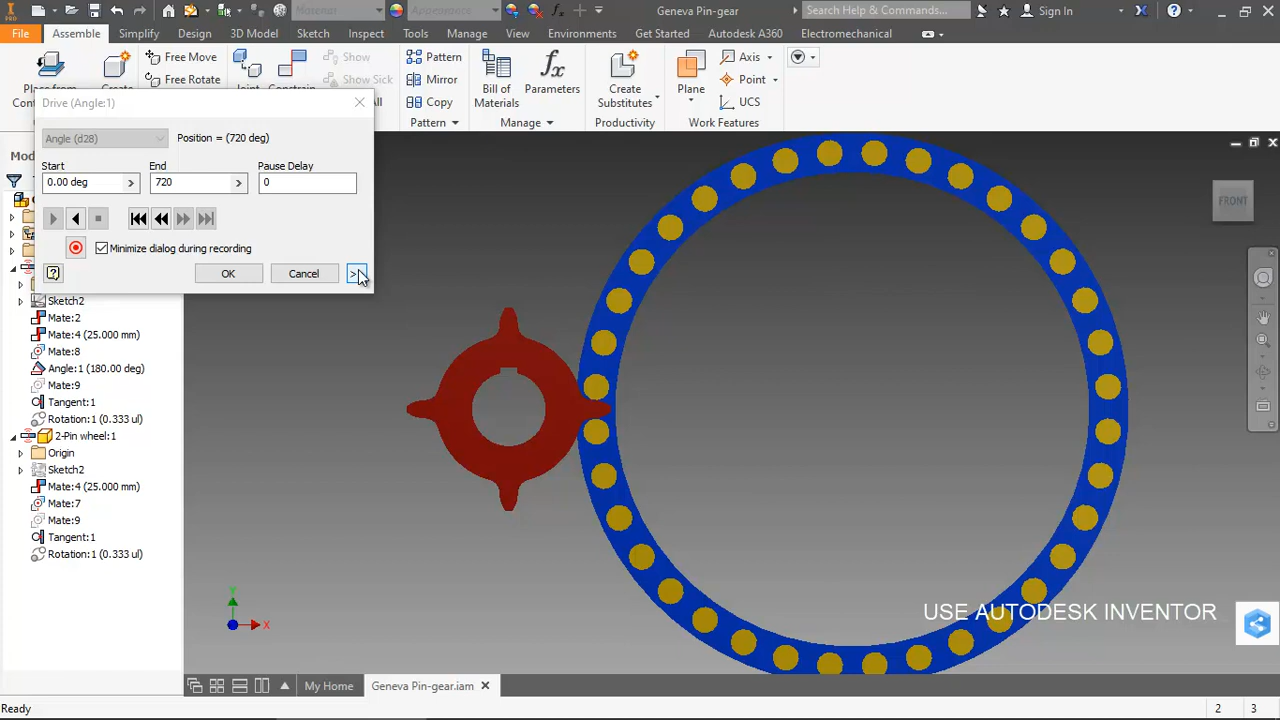 PRO
Material
Appearance
fx
Geneva Pin-gear
Search Help & Commands...
Sign In
File
Assemble
Simplify
Design
3D Model
Sketch
Inspect
Tools
Manage
View
Environments
Get Started
Autodesk A360
Electromechanical
Free Move
Free Rotate
Show
Show Sick
Pattern
Mirror
Copy
Pattern
Bill of
Materials
fx
Parameters
Manage
Create
Substitutes
Productivity
Plane
Axis
Point
UCS
Work Features
Drive (Angle:1)
Angle (d28)
Position = (720 deg)
Start
End
Pause Delay
0.00 deg
720
0
Minimize dialog during recording
OK
Cancel
Sketch2
Mate:2
Mate:4 (25.000 mm)
Mate:8
Angle:1 (180.00 deg)
Mate:9
Tangent:1
Rotation:1 (0.333 ul)
2-Pin wheel:1
Origin
Sketch2
Mate:4 (25.000 mm)
Mate:7
Mate:9
Tangent:1
Rotation:1 (0.333 ul)
FRONT
Y
X
USE AUTODESK INVENTOR
My Home
Geneva Pin-gear.iam
Ready
2
3